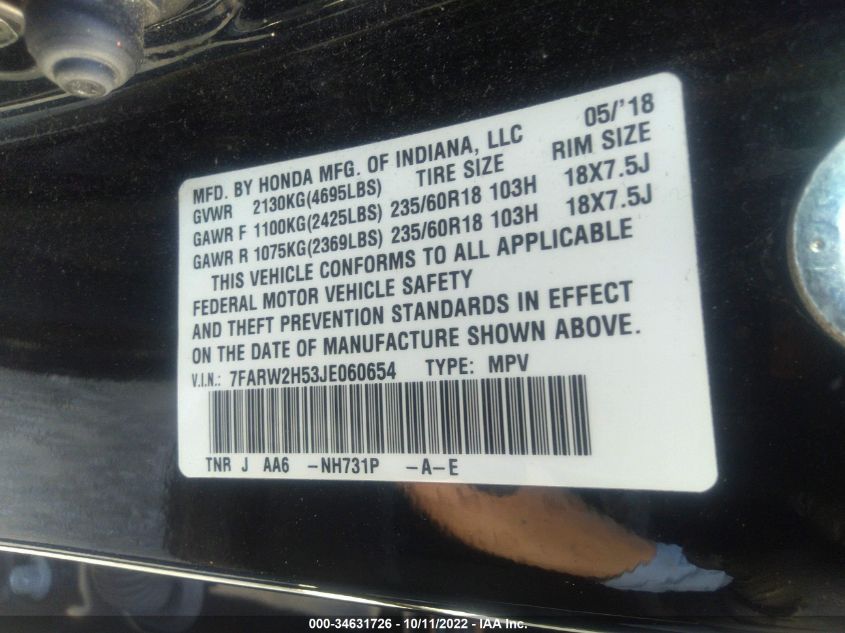 MFD. BY HONDA MFG. OF INDIANA, LLC 05/'18
GVWR 2130KG(4695LBS) TIRE SIZE RIM SIZE
GAWR F 1100KG(2425LBS) 235/60R18 103H 18X7.5J
GAWR R 1075KG(2369LBS) 235/60R18 103H 18X7.5J
THIS VEHICLE CONFORMS TO ALL APPLICABLE
FEDERAL MOTOR VEHICLE SAFETY
AND THEFT PREVENTION STANDARDS IN EFFECT
ON THE DATE OF MANUFACTURE SHOWN ABOVE.
V.I.N.: 7FARW2H53JE060654 TYPE: MPV
TNR J AA6 -NH731P -A-E
000-34631726 - 10/11/2022 - IAA Inc.